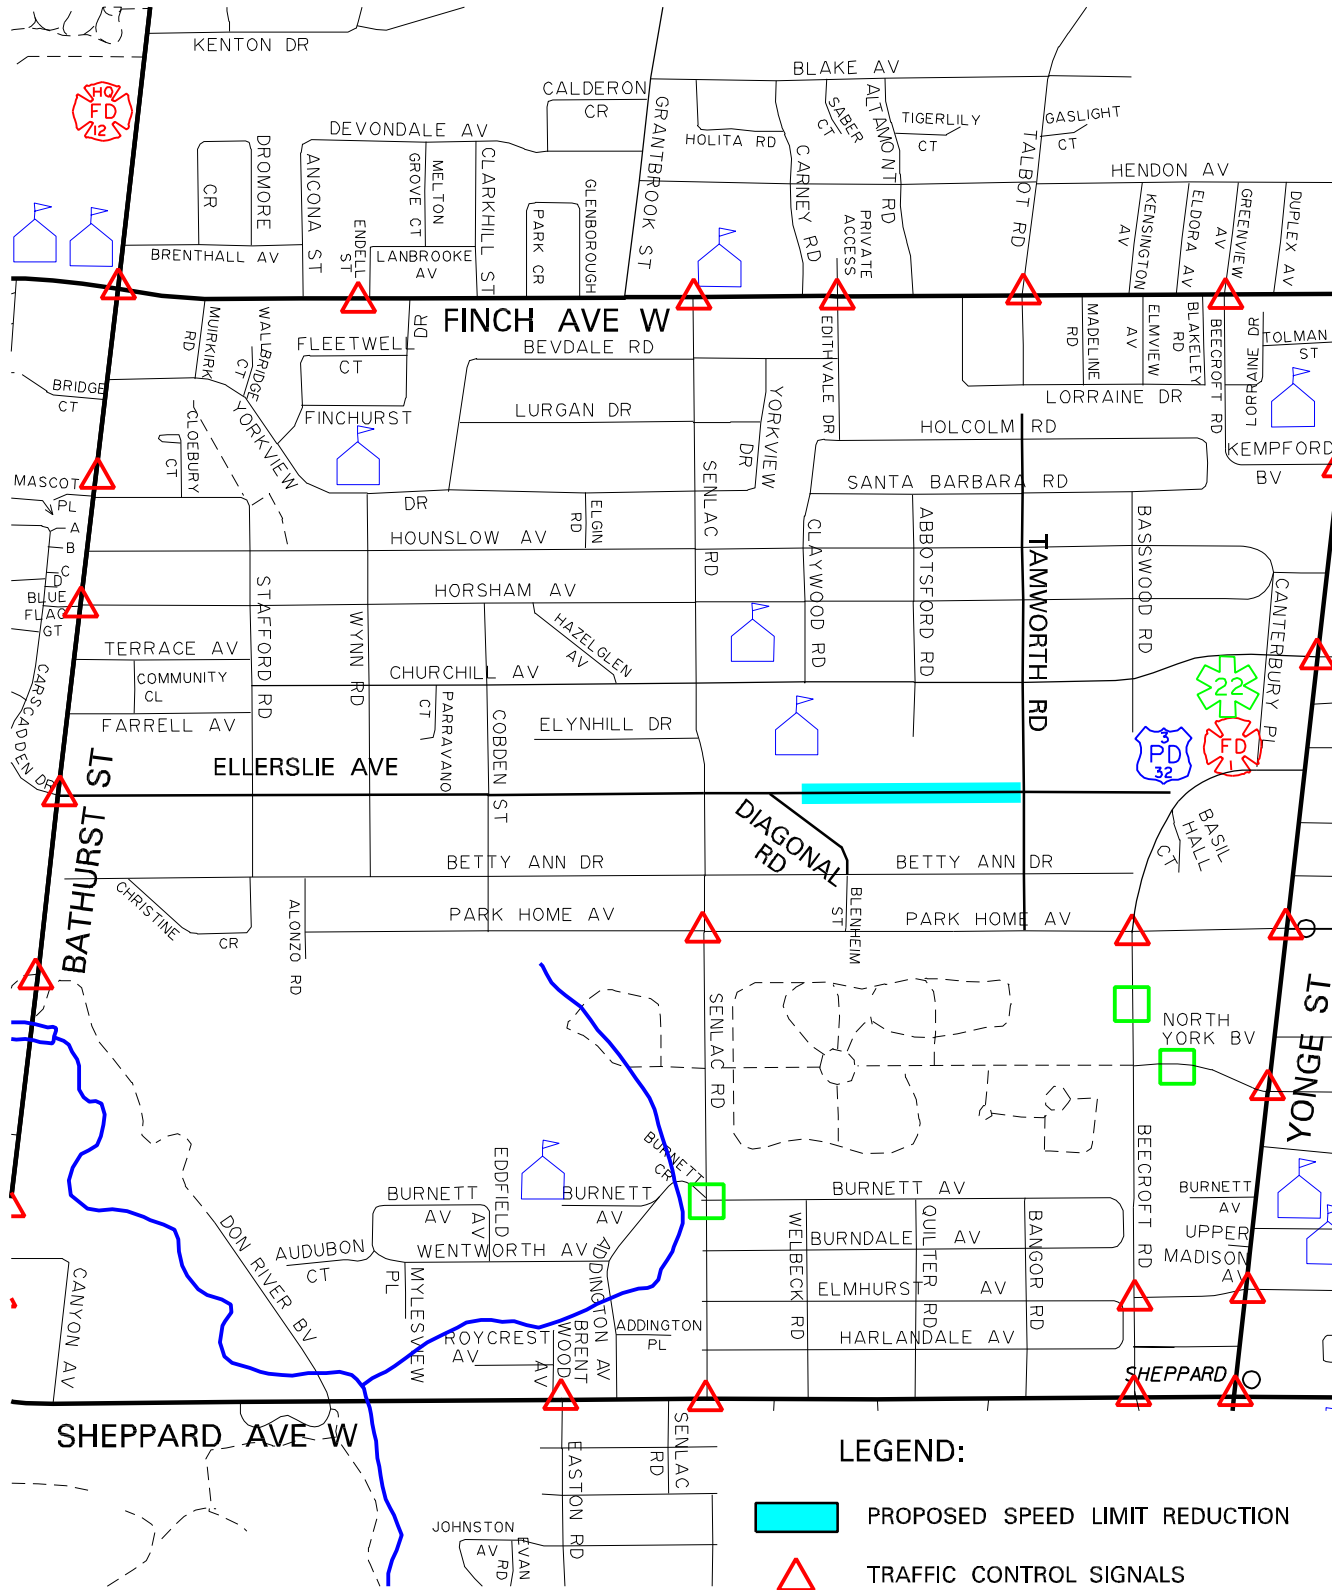 KENTON DR
BLAKE AV
HQ
FD
12
CALDERON
CR
GRANTBROOK ST
SABER
CT
ALTAMONT RD
TIGERLILY
CT
TALBOT RD
GASLIGHT
CT
DEVONDALE AV
HOLITA RD
CARNEY RD
HENDON AV
CR
DROMORE
ANCONA ST
GROVE CT
MELTON
CLARKHILL ST
PARK CR
GLENBOROUGH
KENSINGTON
AV
ELDORA AV
GREENVIEW
AV
DUPLEX AV
BRENTHALL AV
ENDELL
ST
LANBROOKE
AV
PRIVATE
ACCESS
FINCH AVE W
MUIRKIRK
RD
WALLBRIDGE
CT
FLEETWELL
CT
DR
BEVDALE RD
EDITHVALE DR
MADELINE
RD
ELMVIEW
AV
BLAKELEY
RD
BEECROFT RD
LORRAINE DR
TOLMAN
ST
BRIDGE
CT
FINCHURST
YORKVIEW
LURGAN DR
YORKVIEW
DR
LORRAINE DR
HOLCOLM RD
KEMPFORD
BV
CLOEBURY
CT
MASCOT
PL
DR
ELGIN
RD
SENLAC RD
SANTA BARBARA RD
A
B
C
D
HOUNSLOW AV
CLAYWOOD RD
ABBOTSFORD RD
TAMWORTH RD
BASSWOOD RD
BLUE
FLAG
GT
HORSHAM AV
CANTERBURY PL
STAFFORD RD
WYNN RD
HAZELGLEN
AV
TERRACE AV
COMMUNITY
CL
CHURCHILL AV
CARSCADDEN DR
FARRELL AV
PARRAVANO
CT
COBDEN ST
ELYNHILL DR
22
3
PD
32
FD
1
ELLERSLIE AVE
BATHURST ST
DIAGONAL
RD
BASIL
HALL
CT
BETTY ANN DR
BETTY ANN DR
CHRISTINE
CR
ALONZO RD
PARK HOME AV
BLENHEIM
ST
PARK HOME AV
SENLAC RD
NORTH
YORK BV
YONGE ST
BURNETT
CR
BEECROFT RD
EDDFIELD
AV
BURNETT
AV
BURNETT
AV
BURNETT AV
BURNETT
AV
DON RIVER BV
AUDUBON
CT
WENTWORTH AV
ADDINGTON AV
WELBECK RD
BURNDALE AV
QUILTER RD
BANGOR RD
UPPER
MADISON
AV
CANYON AV
MYLESVIEW
PL
ELMHURST AV
ROYCREST
AV
BRENT
WOOD
AV
ADDINGTON
PL
HARLANDALE AV
SHEPPARD
SHEPPARD AVE W
EASTON RD
SENLAC
RD
LEGEND:
PROPOSED SPEED LIMIT REDUCTION
JOHNSTON
AV
EVAN
RD
TRAFFIC CONTROL SIGNALS